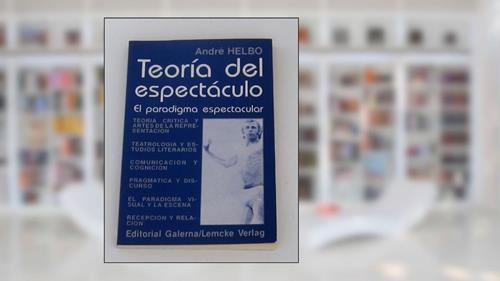 André HELBO
Teoría del
espectáculo
El paradigma espectacular
TEORIA CRITICA Y
ARTES DE LA REPRE-
SENTACION
TEATROLOGIA Y ES-
TUDIOS LITERARIOS
COMUNICACION Y
COGNICION
PRAGMATICA Y DIS-
CURSO
EL PARADIGMA VI-
SUAL Y LA ESCENA
RECEPCION Y RELA-
CION
Editorial Galerna/Lemcke Verlag